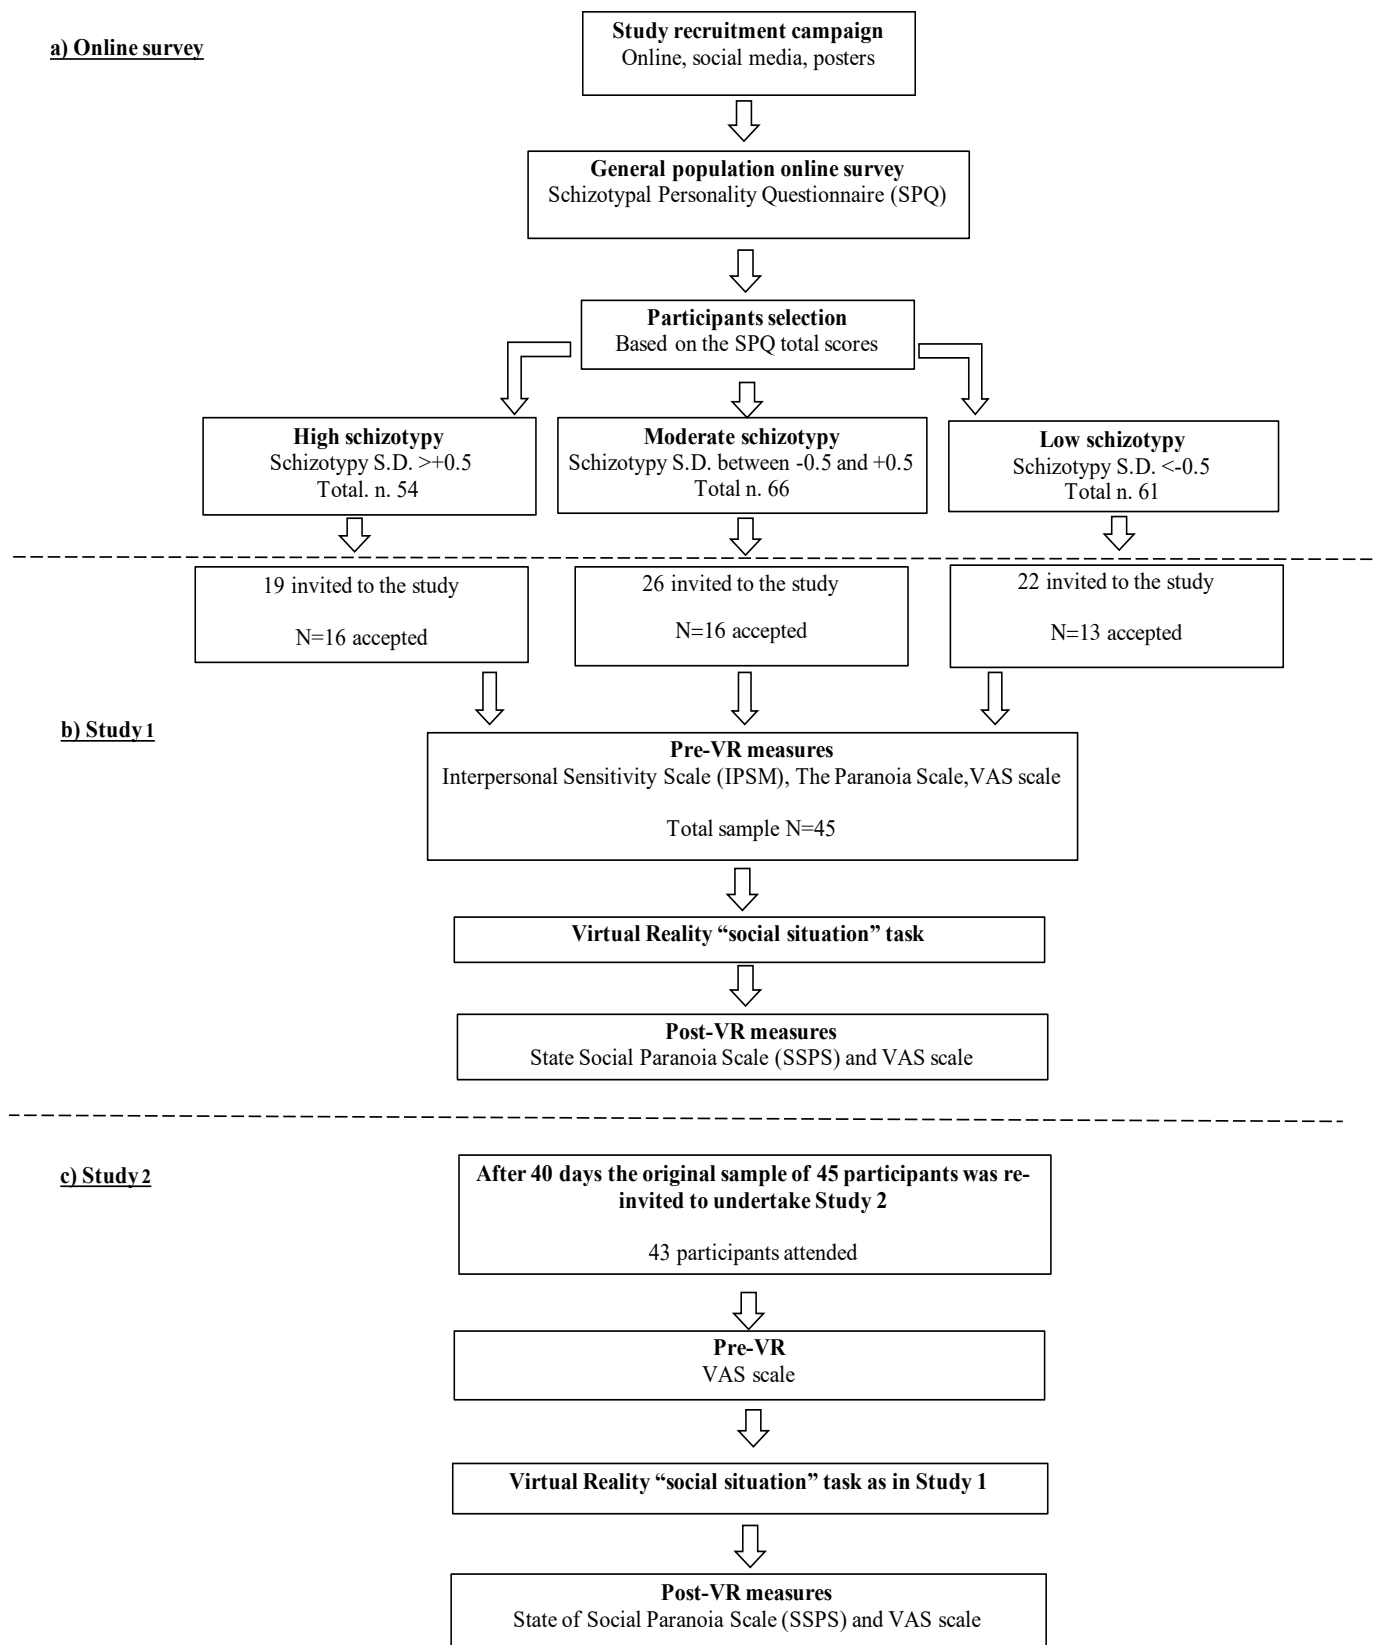 a) Online survey
Study recruitment campaign
Online, social media, posters
General population online survey
Schizotypal Personality Questionnaire (SPQ)
Participants selection
Based on the SPQ total scores
High schizotypy
Schizotypy S.D. >+0.5
Total. n. 54
Moderate schizotypy
Schizotypy S.D. between -0.5 and +0.5
Total n. 66
Low schizotypy
Schizotypy S.D. <-0.5
Total n. 61
19 invited to the study
N=16 accepted
26 invited to the study
N=16 accepted
22 invited to the study
N=13 accepted
b) Study 1
Pre-VR measures
Interpersonal Sensitivity Scale (IPSM), The Paranoia Scale,VAS scale
Total sample N=45
Virtual Reality “social situation” task
Post-VR measures
State Social Paranoia Scale (SSPS) and VAS scale
c) Study 2
After 40 days the original sample of 45 participants was re-
invited to undertake Study 2
43 participants attended
Pre-VR
VAS scale
Virtual Reality “social situation” task as in Study 1
Post-VR measures
State of Social Paranoia Scale (SSPS) and VAS scale